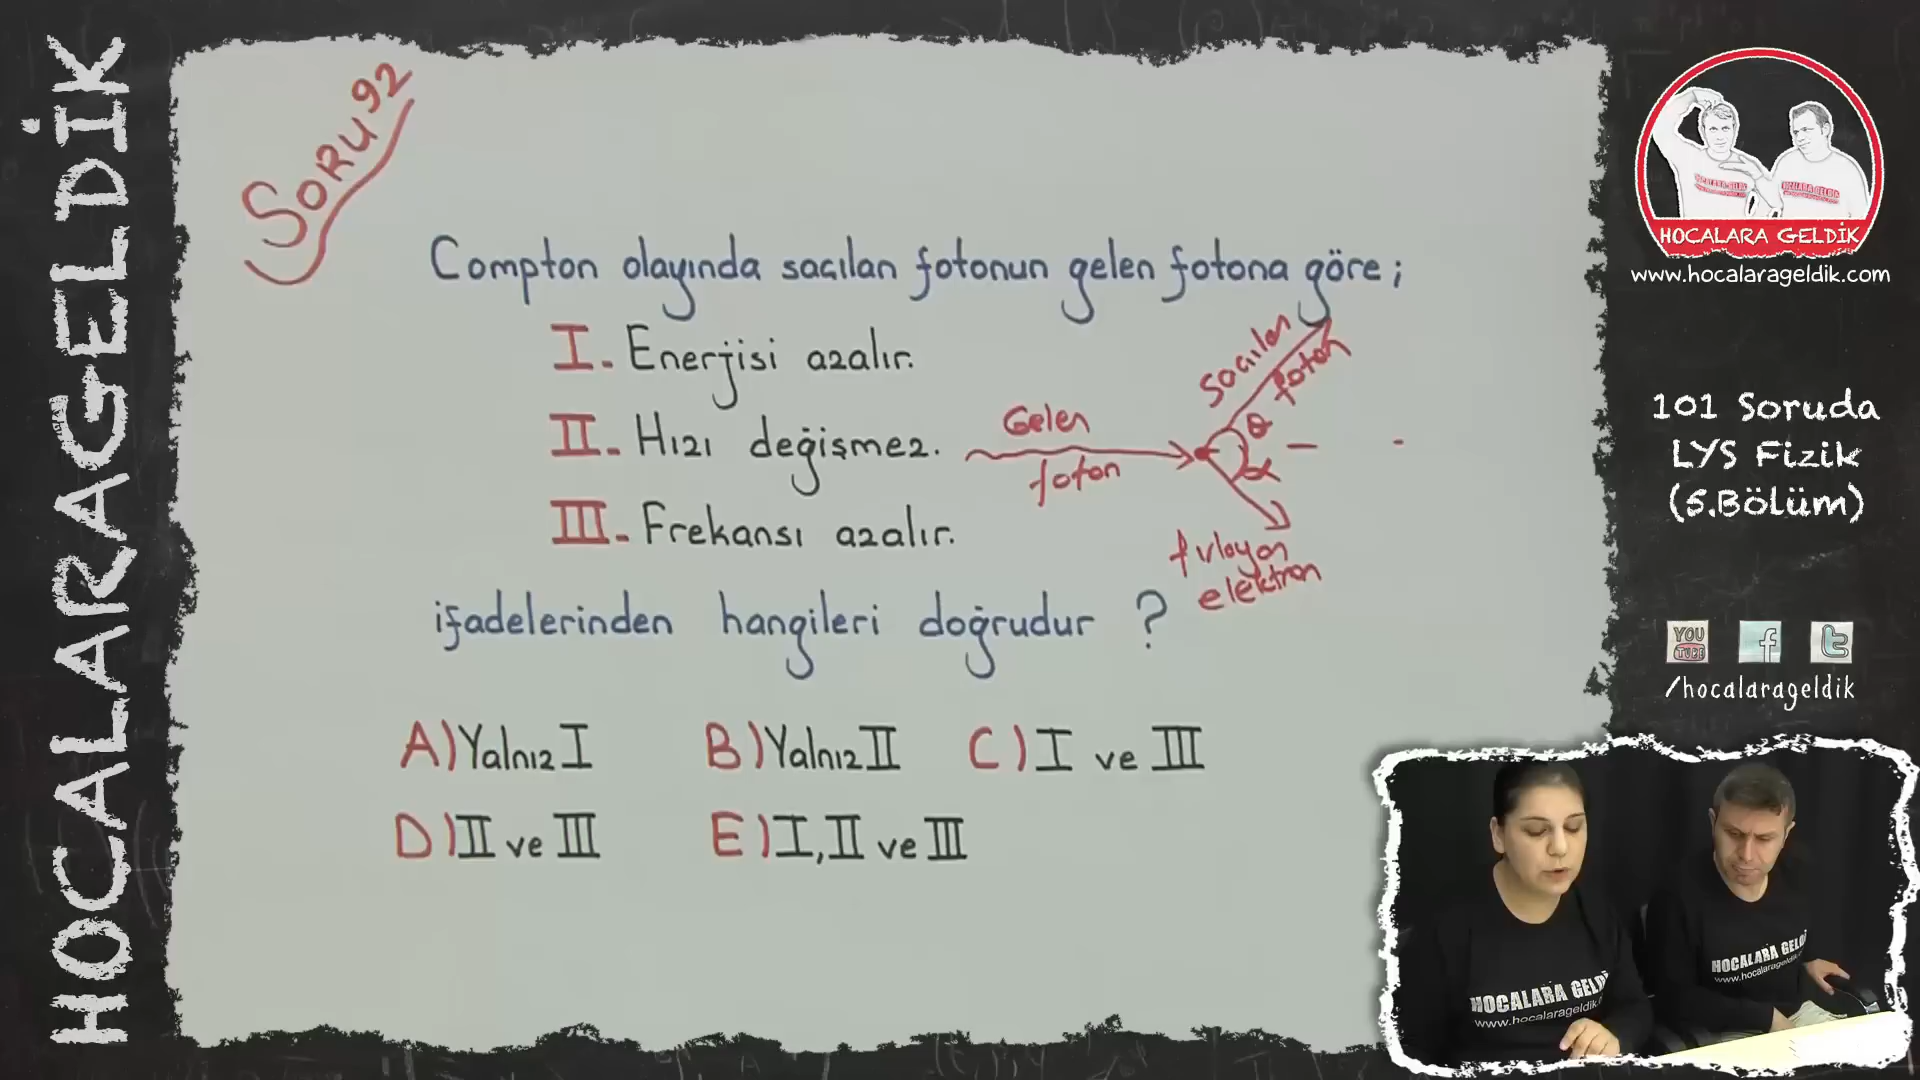 HOCALARAGELDİK
SORU 92
Compton olayında saçılan fotonun gelen fotona göre;
I. Enerjisi azalır.
II. Hızı değişmez.
III. Frekansı azalır.
Gelen
foton
saçılan
foton
θ
α
fırlayan
elektron
ifadelerinden hangileri doğrudur ?
A) Yalnız I
B) Yalnız II
C) I ve III
D) II ve III
E) I, II ve III
HOCALARA GELDİK
www.hocalarageldik.com
101 Soruda
LYS Fizik
(5.Bölüm)
YOU
TUBE
f
t
/hocalarageldik
HOCALARA GELDİ
www.hocalarageldik.
HOCALARA GELD
www.hocalarageldik.